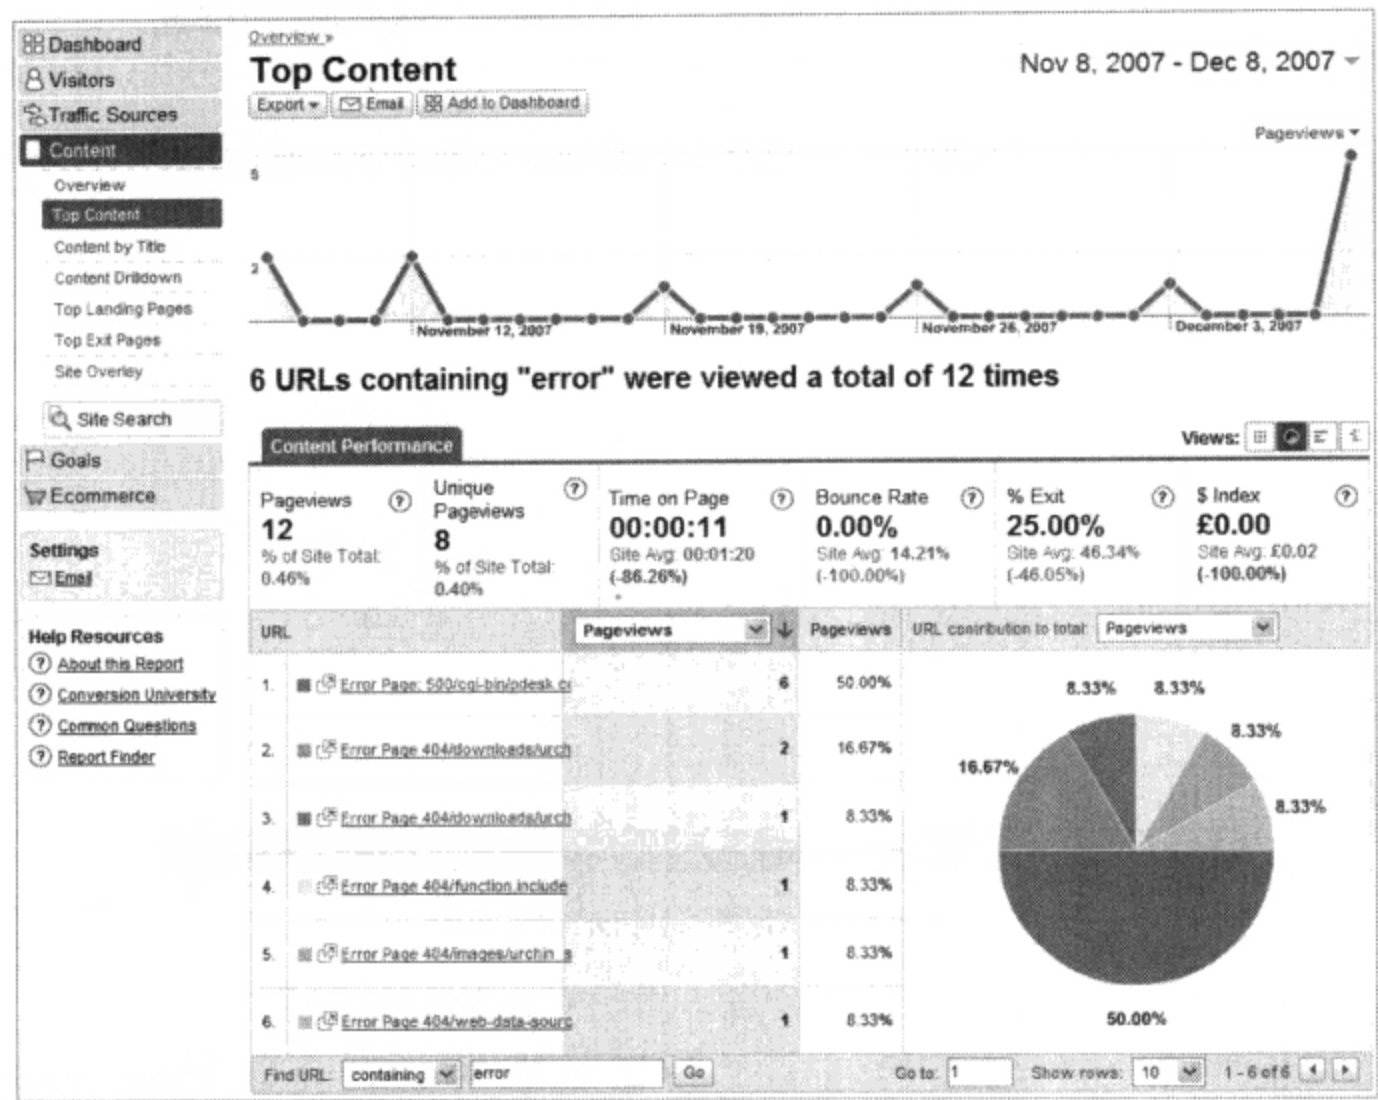 Dashboard
Visitors
Traffic Sources
Content
Overview
Top Content
Content by Title
Content Drilldown
Top Landing Pages
Top Exit Pages
Site Overlay
Site Search
Goals
Ecommerce
Settings
Email
Help Resources
About this Report
Conversion University
Common Questions
Report Finder
Overview »
Top Content
Nov 8, 2007 - Dec 8, 2007
Export Email Add to Dashboard
Pageviews
5
2
November 12, 2007 November 19, 2007 November 26, 2007 December 3, 2007
6 URLs containing "error" were viewed a total of 12 times
Content Performance
Views:
Pageviews ?
12
% of Site Total:
0.46%
Unique
Pageviews ?
8
% of Site Total:
0.40%
Time on Page ?
00:00:11
Site Avg: 00:01:20
(-86.26%)
Bounce Rate ?
0.00%
Site Avg: 14.21%
(-100.00%)
% Exit ?
25.00%
Site Avg: 46.34%
(-46.05%)
$ Index ?
£0.00
Site Avg: £0.02
(-100.00%)
URL Pageviews Pageviews URL contribution to total: Pageviews
1. Error Page: 500/cgi-bin/pdesk.c 6 50.00%
2. Error Page 404/downloads/urch 2 16.67%
3. Error Page 404/downloads/urch 1 8.33%
4. Error Page 404/function.include 1 8.33%
5. Error Page 404/images/urchin_s 1 8.33%
6. Error Page 404/web-data-sourc 1 8.33%
8.33% 8.33%
8.33%
16.67%
8.33%
50.00%
Find URL: containing error Go
Go to: 1 Show rows: 10 1 - 6 of 6